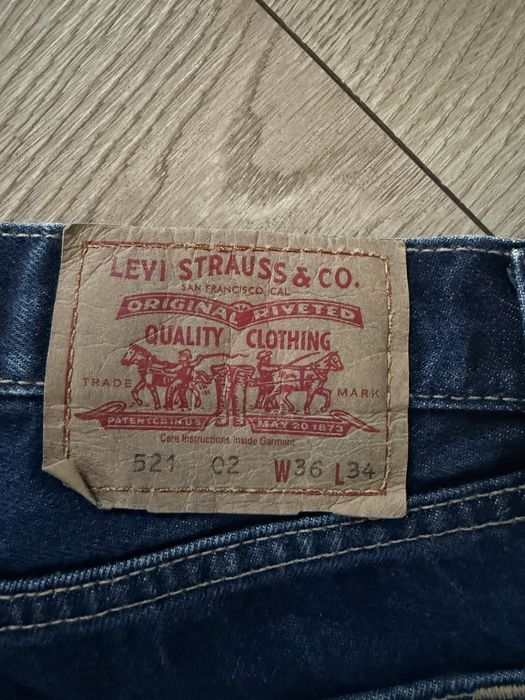 LEVI STRAUSS & CO.
SAN FRANCISCO CAL
ORIGINAL RIVETED
QUALITY CLOTHING
TRADE MARK
PATENTED IN U.S. MAY 20 1873
Care Instructions Inside Garment
521 02 W36 L34